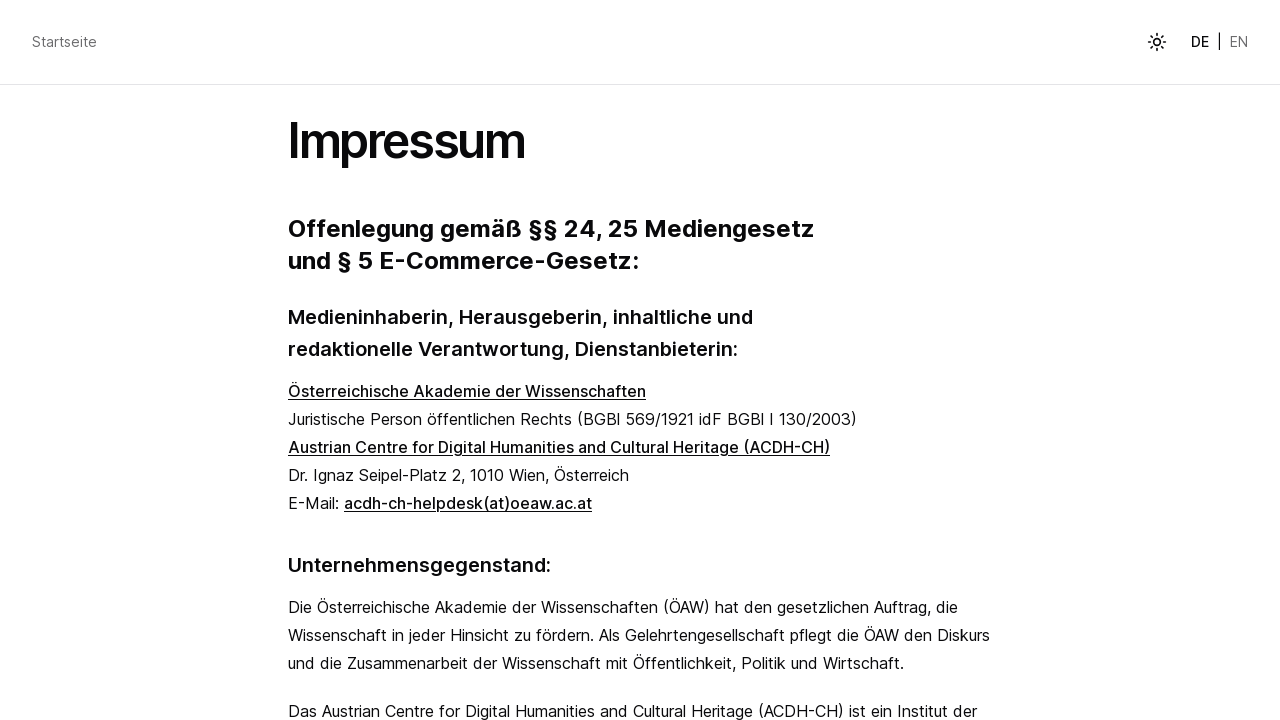 Startseite
DE | EN
Impressum
Offenlegung gemäß §§ 24, 25 Mediengesetz
und § 5 E-Commerce-Gesetz:
Medieninhaberin, Herausgeberin, inhaltliche und
redaktionelle Verantwortung, Dienstanbieterin:
Österreichische Akademie der Wissenschaften
Juristische Person öffentlichen Rechts (BGBl 569/1921 idF BGBl I 130/2003)
Austrian Centre for Digital Humanities and Cultural Heritage (ACDH-CH)
Dr. Ignaz Seipel-Platz 2, 1010 Wien, Österreich
E-Mail: acdh-ch-helpdesk(at)oeaw.ac.at
Unternehmensgegenstand:
Die Österreichische Akademie der Wissenschaften (ÖAW) hat den gesetzlichen Auftrag, die
Wissenschaft in jeder Hinsicht zu fördern. Als Gelehrtengesellschaft pflegt die ÖAW den Diskurs
und die Zusammenarbeit der Wissenschaft mit Öffentlichkeit, Politik und Wirtschaft.
Das Austrian Centre for Digital Humanities and Cultural Heritage (ACDH-CH) ist ein Institut der